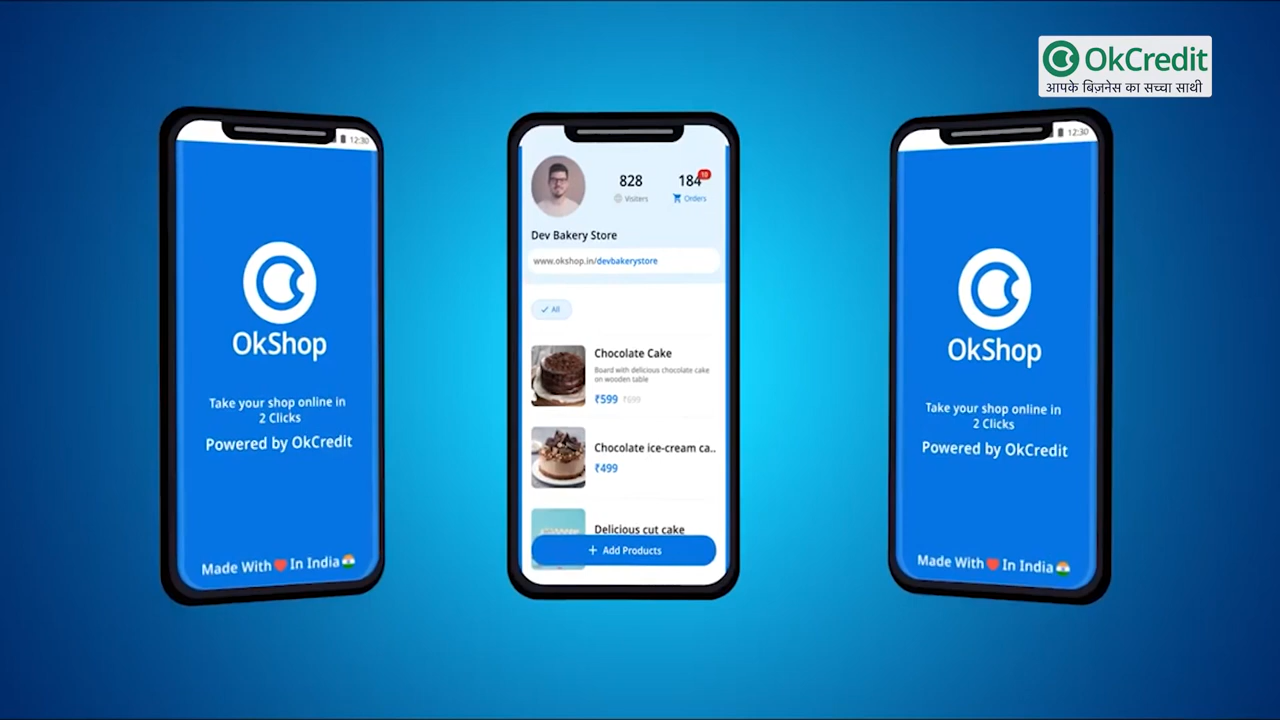 OkCredit
आपके बिज़नेस का सच्चा साथी
12:30
OkShop
Take your shop online in
2 Clicks
Powered by OkCredit
Made With In India
828
184
10
Visiters
Orders
Dev Bakery Store
www.okshop.in/devbakerystore
All
Chocolate Cake
Board with delicious chocolate cake
on wooden table
₹599 ₹699
Chocolate ice-cream ca..
₹499
Delicious cut cake
+ Add Products
12:30
OkShop
Take your shop online in
2 Clicks
Powered by OkCredit
Made With In India